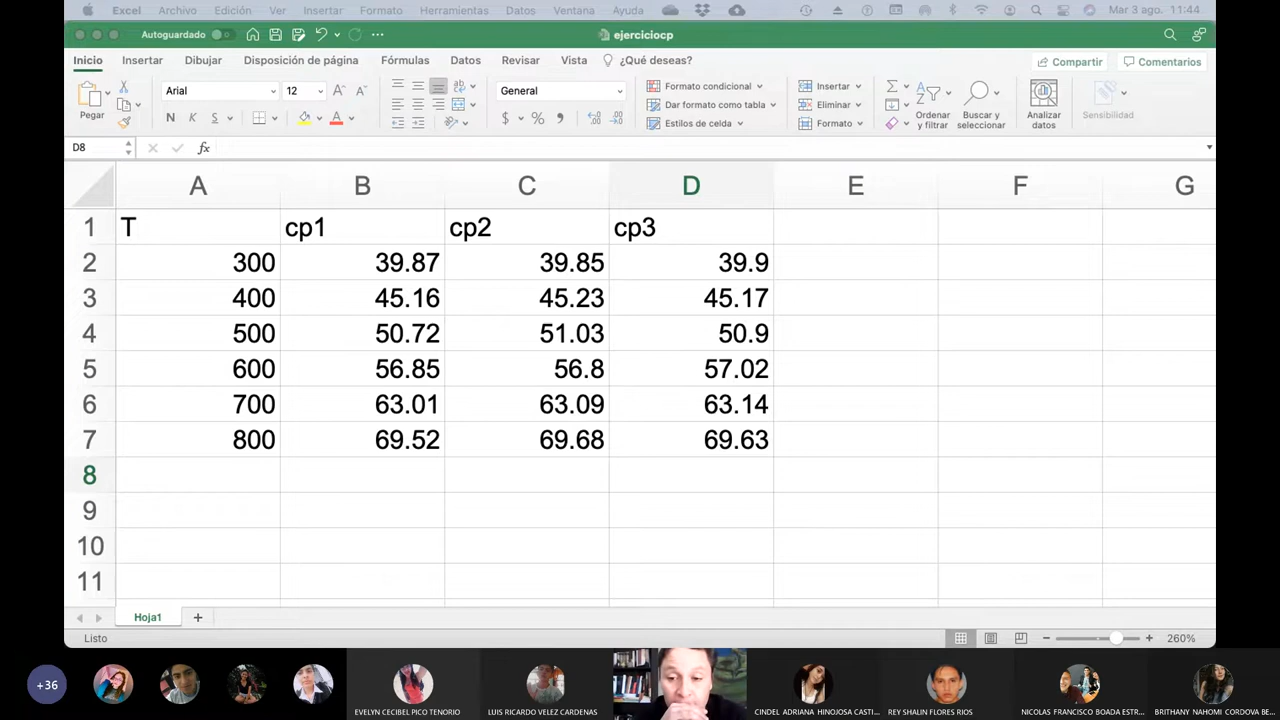 Excel Archivo Edición Ver Insertar Formato Herramientas Datos Ventana Ayuda Mar 3 ago. 11:44
Autoguardado ejerciciocp
Inicio Insertar Dibujar Disposición de página Fórmulas Datos Revisar Vista ¿Qué deseas? Compartir Comentarios
Pegar Arial 12 General Formato condicional Insertar
N K S $ % Dar formato como tabla Eliminar
Estilos de celda Formato Ordenar y filtrar Buscar y seleccionar Analizar datos Sensibilidad
D8 fx
A B C D E F G
1 T cp1 cp2 cp3
2 300 39.87 39.85 39.9
3 400 45.16 45.23 45.17
4 500 50.72 51.03 50.9
5 600 56.85 56.8 57.02
6 700 63.01 63.09 63.14
7 800 69.52 69.68 69.63
8
9
10
11
Hoja1
Listo 260%
+36 EVELYN CECIBEL PICO TENORIO LUIS RICARDO VELEZ CARDENAS CINDEL ADRIANA HINOJOSA CASTI... REY SHALIN FLORES RIOS NICOLAS FRANCISCO BOADA ESTR... BRITHANY NAHOMI CORDOVA BE...